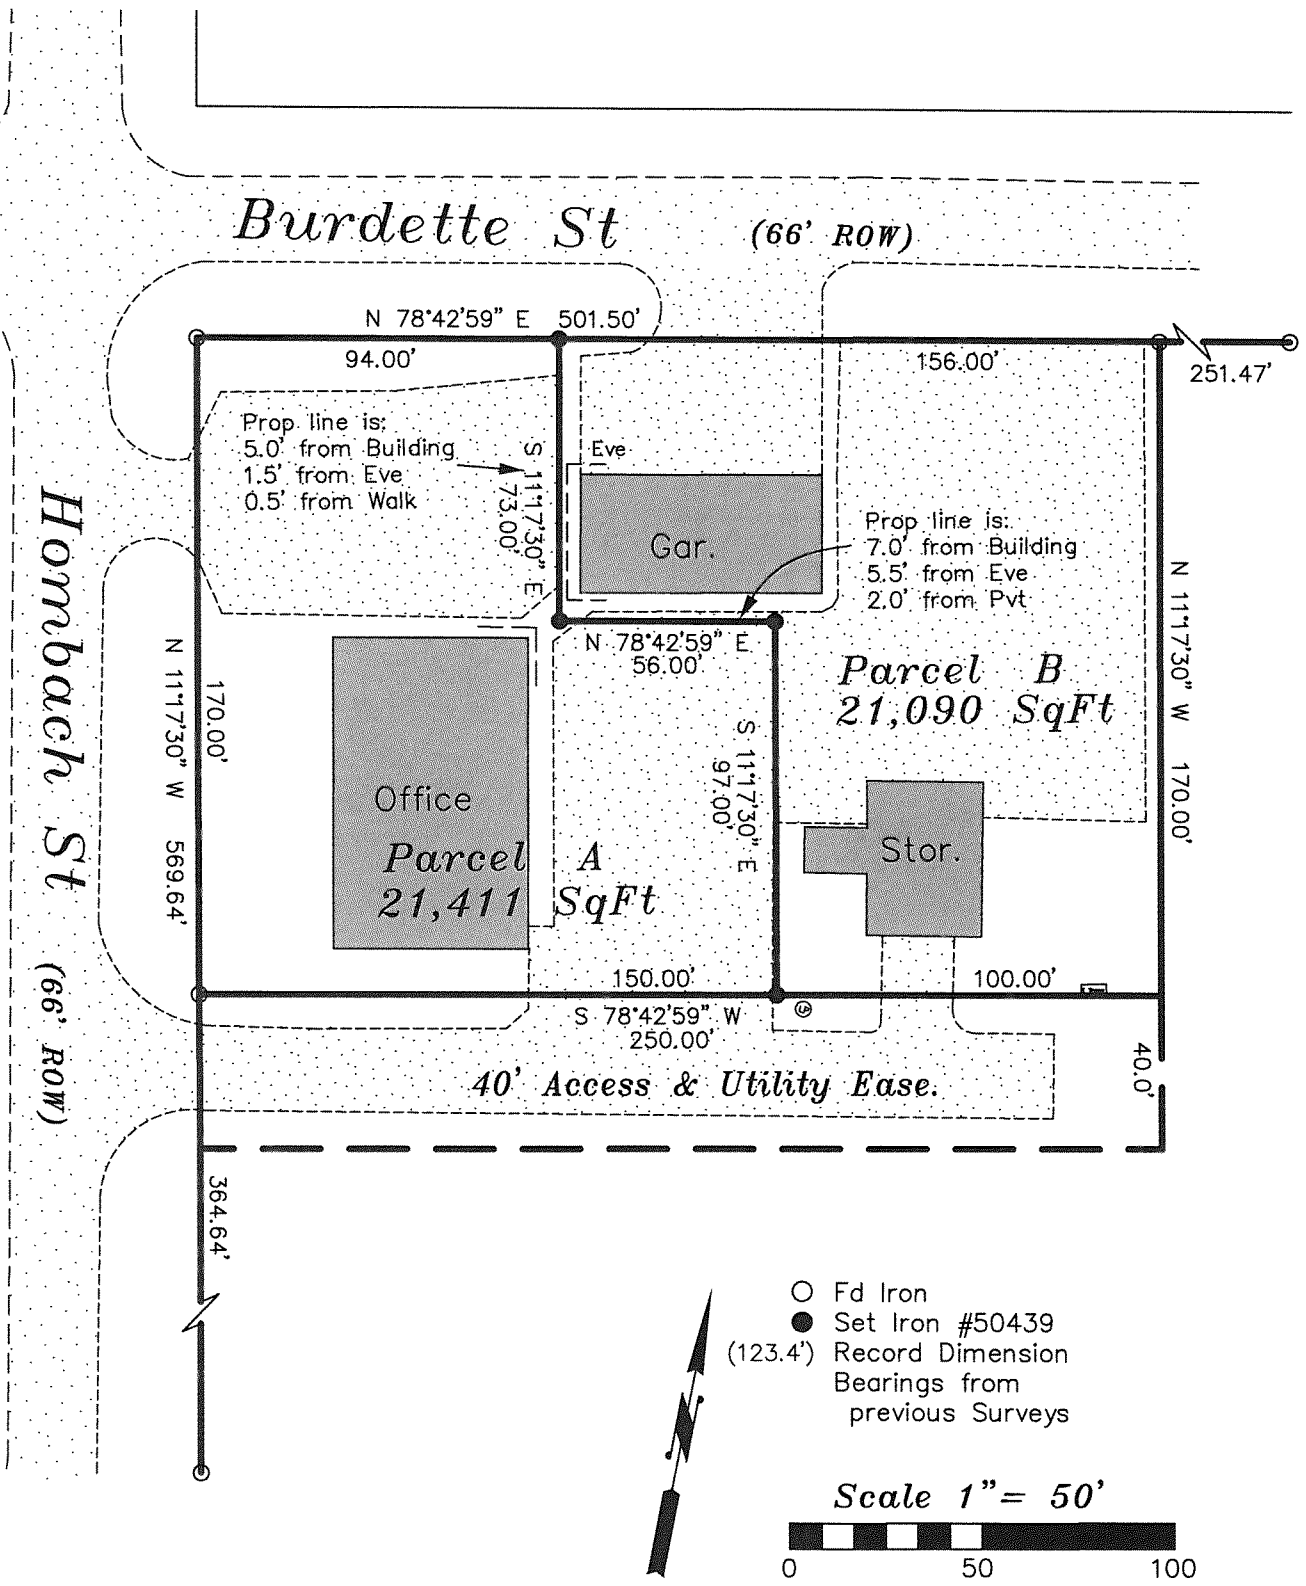 Burdette St (66' ROW)
N 78°42'59" E 501.50'
94.00'
156.00'
251.47'
Prop line is:
5.0' from Building
1.5' from Eve
0.5' from Walk
S 11°17'30" E
73.00'
Eve
Gar.
Prop line is:
7.0' from Building
5.5' from Eve
2.0' from Pvt
N 78°42'59" E
56.00'
Hombach St (66' ROW)
N 11°17'30" W 569.64'
170.00'
N 11°17'30" W 170.00'
Parcel B
21,090 SqFt
S 11°17'30" E
97.00'
Office
Parcel A
21,411 SqFt
Stor.
150.00'
100.00'
S 78°42'59" W
250.00'
40.0'
40' Access & Utility Ease.
364.64'
Fd Iron
Set Iron #50439
(123.4') Record Dimension
Bearings from
previous Surveys
Scale 1"= 50'
0 50 100